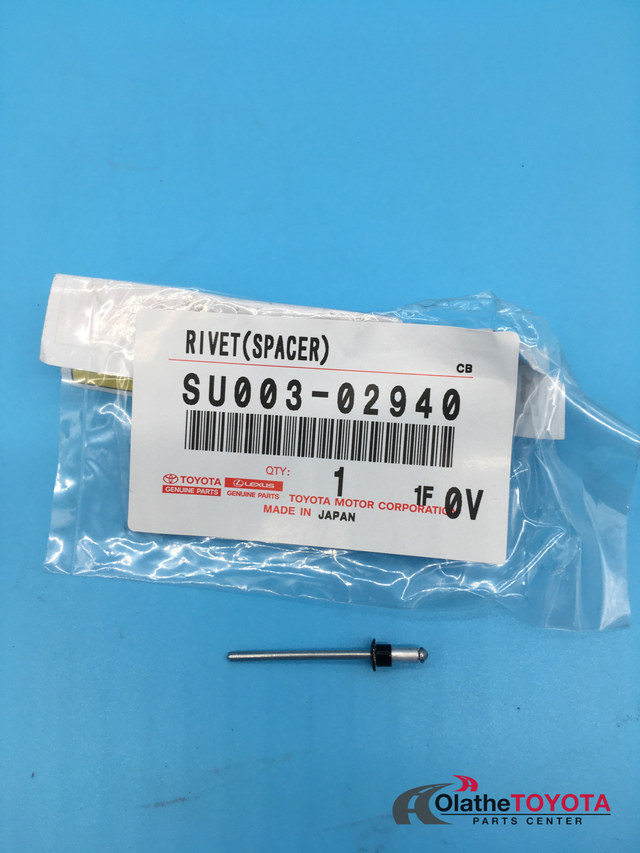 RIVET(SPACER)
CB
SU003-02940
QTY: 1
TOYOTA LEXUS 1F 0V
GENUINE PARTS GENUINE PARTS TOYOTA MOTOR CORPORATION
MADE IN JAPAN
OlatheTOYOTA
PARTS CENTER